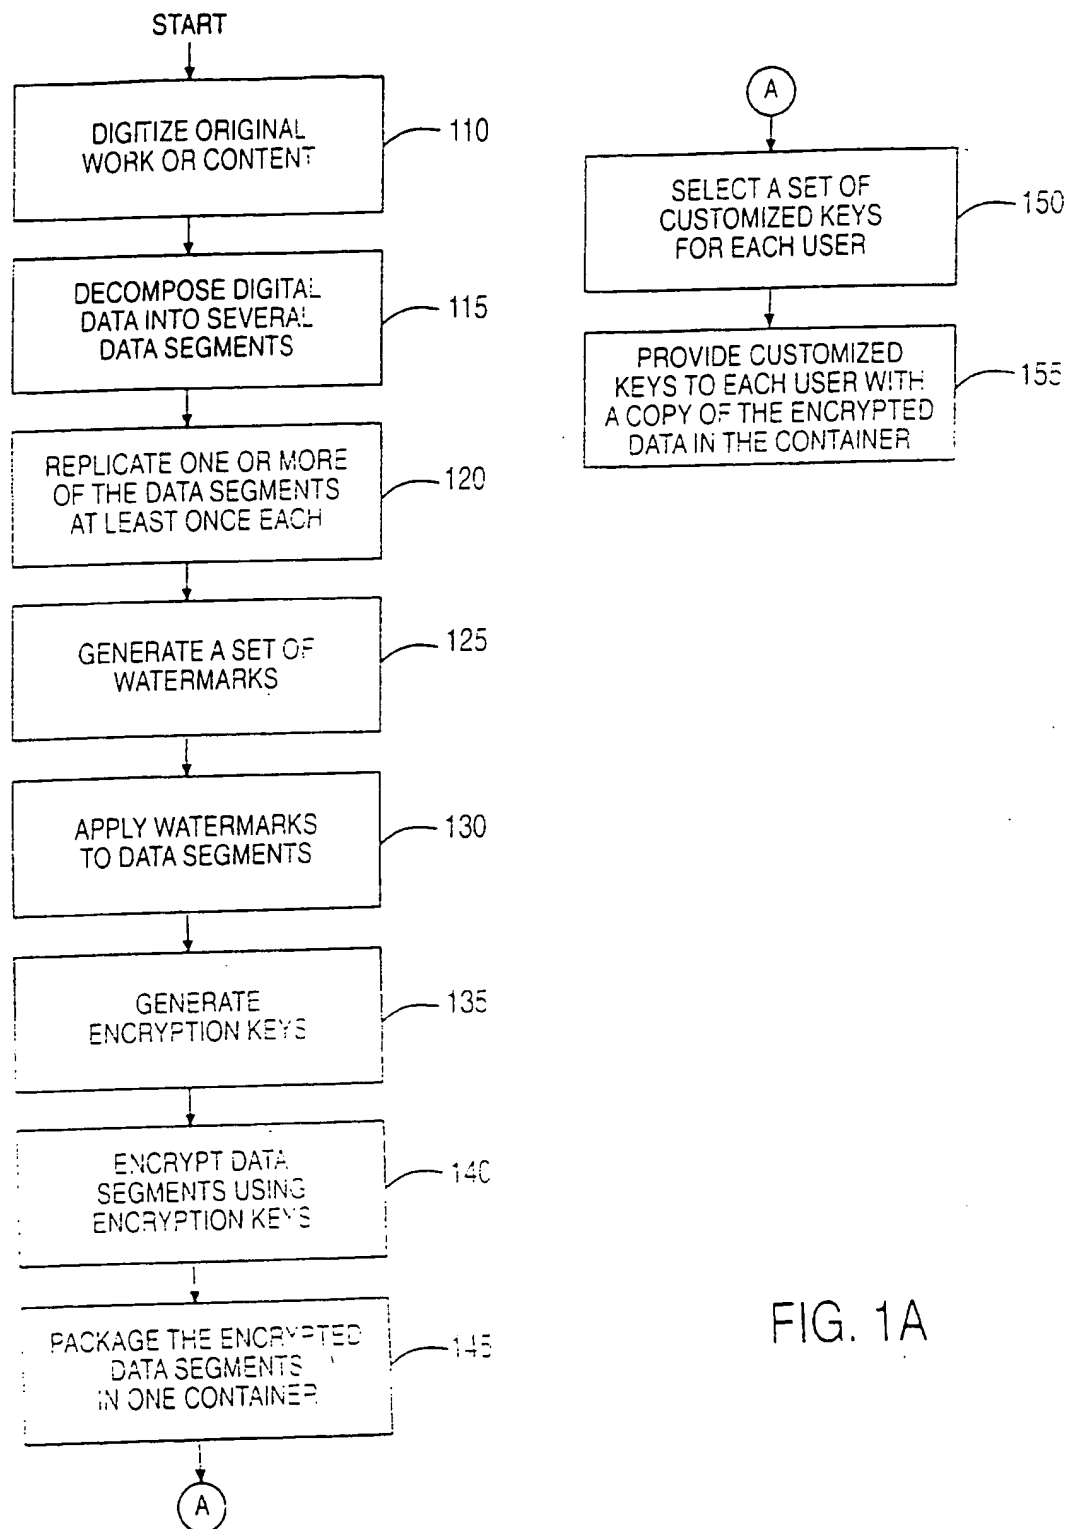 START
DIGITIZE ORIGINAL
WORK OR CONTENT
110
DECOMPOSE DIGITAL
DATA INTO SEVERAL
DATA SEGMENTS
115
REPLICATE ONE OR MORE
OF THE DATA SEGMENTS
AT LEAST ONCE EACH
120
GENERATE A SET OF
WATERMARKS
125
APPLY WATERMARKS
TO DATA SEGMENTS
130
GENERATE
ENCRYPTION KEYS
135
ENCRYPT DATA
SEGMENTS USING
ENCRYPTION KEYS
140
PACKAGE THE ENCRYPTED
DATA SEGMENTS
IN ONE CONTAINER
145
A
A
SELECT A SET OF
CUSTOMIZED KEYS
FOR EACH USER
150
PROVIDE CUSTOMIZED
KEYS TO EACH USER WITH
A COPY OF THE ENCRYPTED
DATA IN THE CONTAINER
155
FIG. 1A